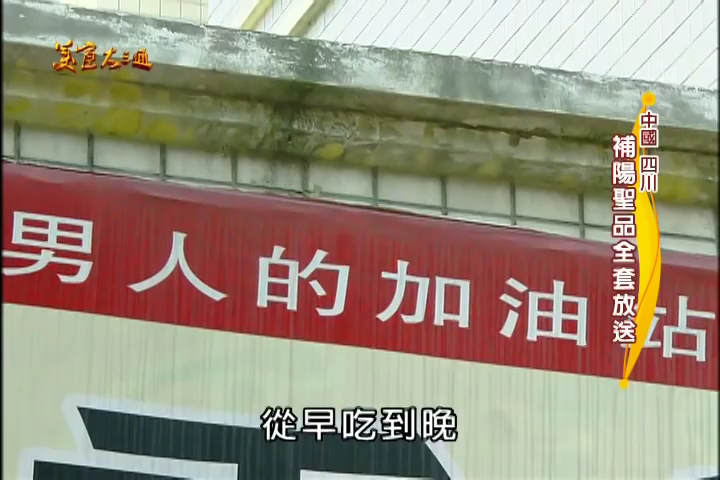 美食大三通
中國 四川
補陽聖品全套放送
男人的加油站
從早吃到晚